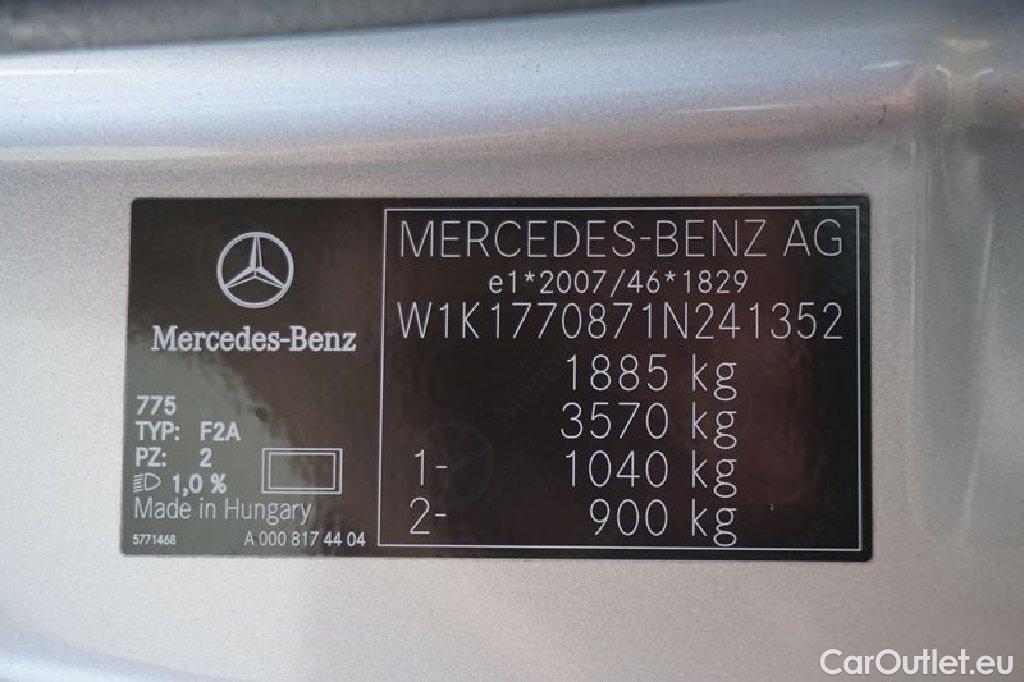 Mercedes-Benz
775
TYP: F2A
PZ: 2
1,0 %
Made in Hungary
5771468 A 000 817 44 04
MERCEDES-BENZ AG
e1*2007/46*1829
W1K1770871N241352
1885 kg
3570 kg
1- 1040 kg
2- 900 kg
CarOutlet.eu